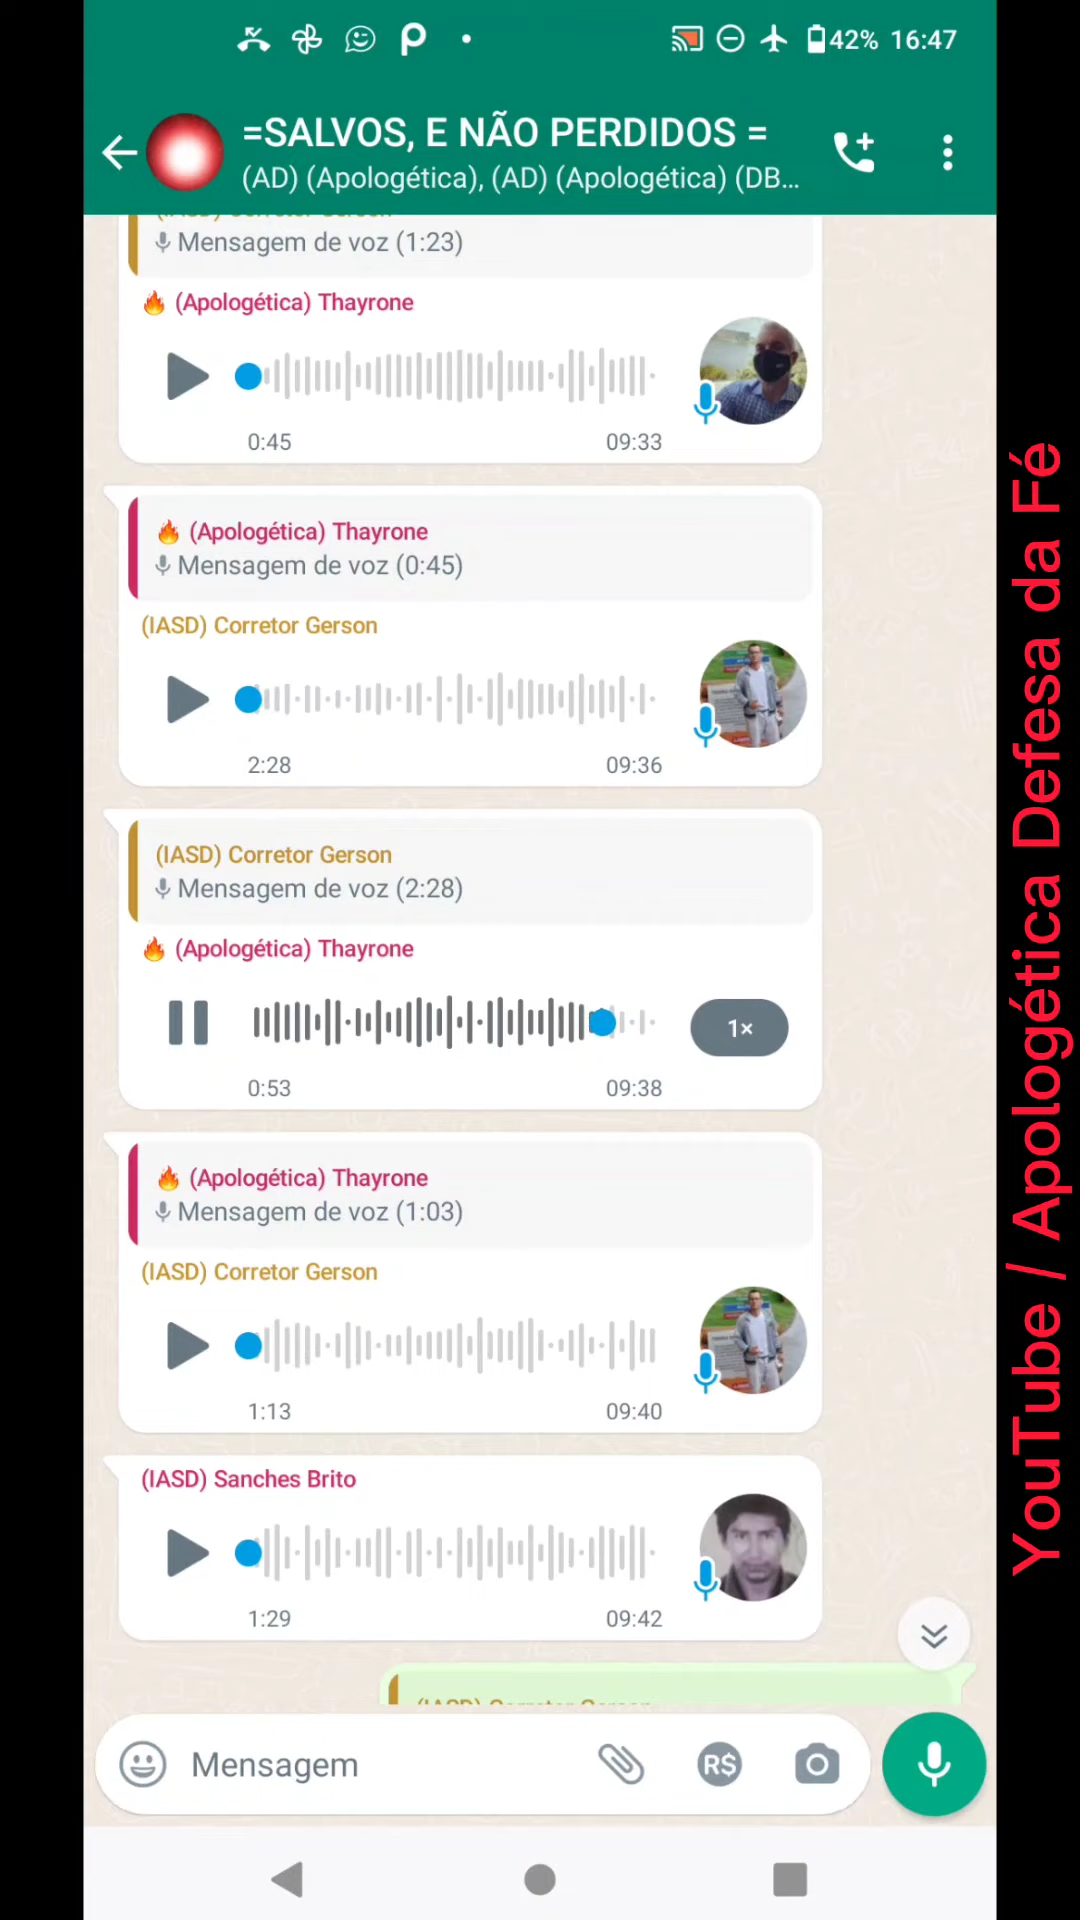 42% 16:47
=SALVOS, E NÃO PERDIDOS =
(AD) (Apologética), (AD) (Apologética) (DB...
Mensagem de voz (1:23)
🔥 (Apologética) Thayrone
0:45 09:33
🔥 (Apologética) Thayrone
Mensagem de voz (0:45)
(IASD) Corretor Gerson
2:28 09:36
(IASD) Corretor Gerson
Mensagem de voz (2:28)
🔥 (Apologética) Thayrone
1×
0:53 09:38
🔥 (Apologética) Thayrone
Mensagem de voz (1:03)
(IASD) Corretor Gerson
1:13 09:40
(IASD) Sanches Brito
1:29 09:42
Mensagem
R$
YouTube / Apologética Defesa da Fé